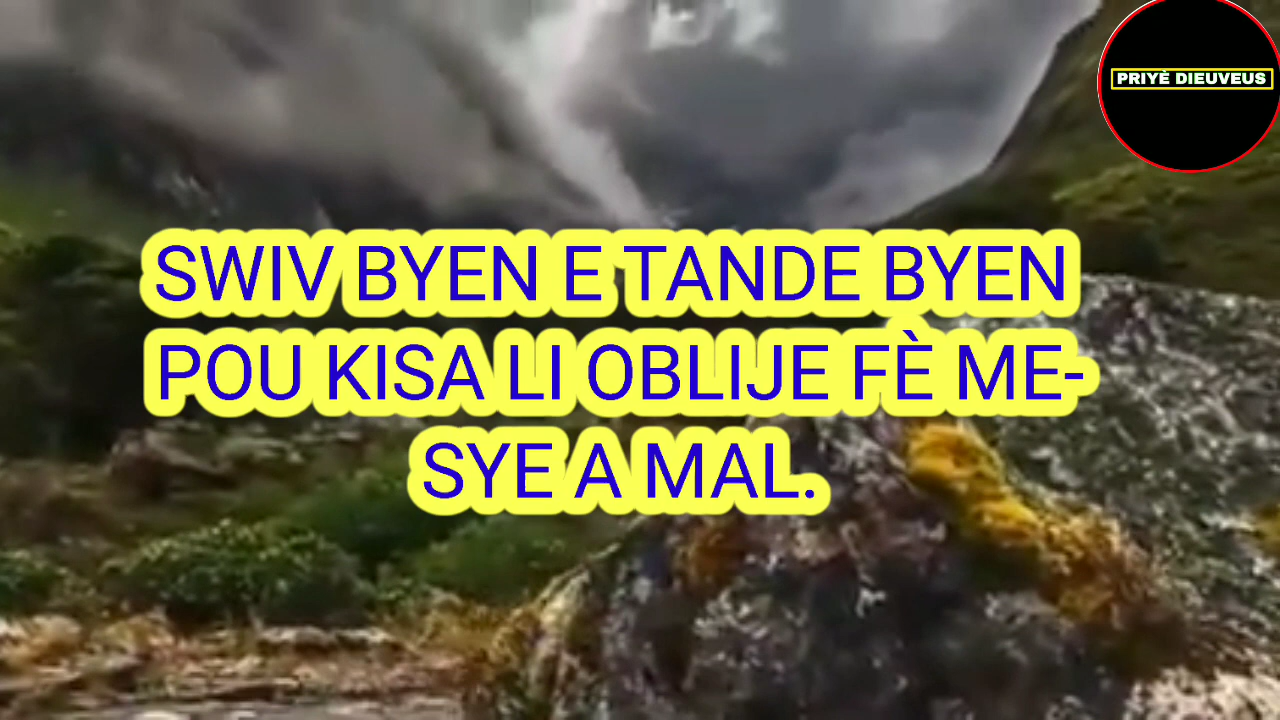 PRIYÈ DIEUVEUS
SWIV BYEN E TANDE BYEN
POU KISA LI OBLIJE FÈ ME-
SYE A MAL.